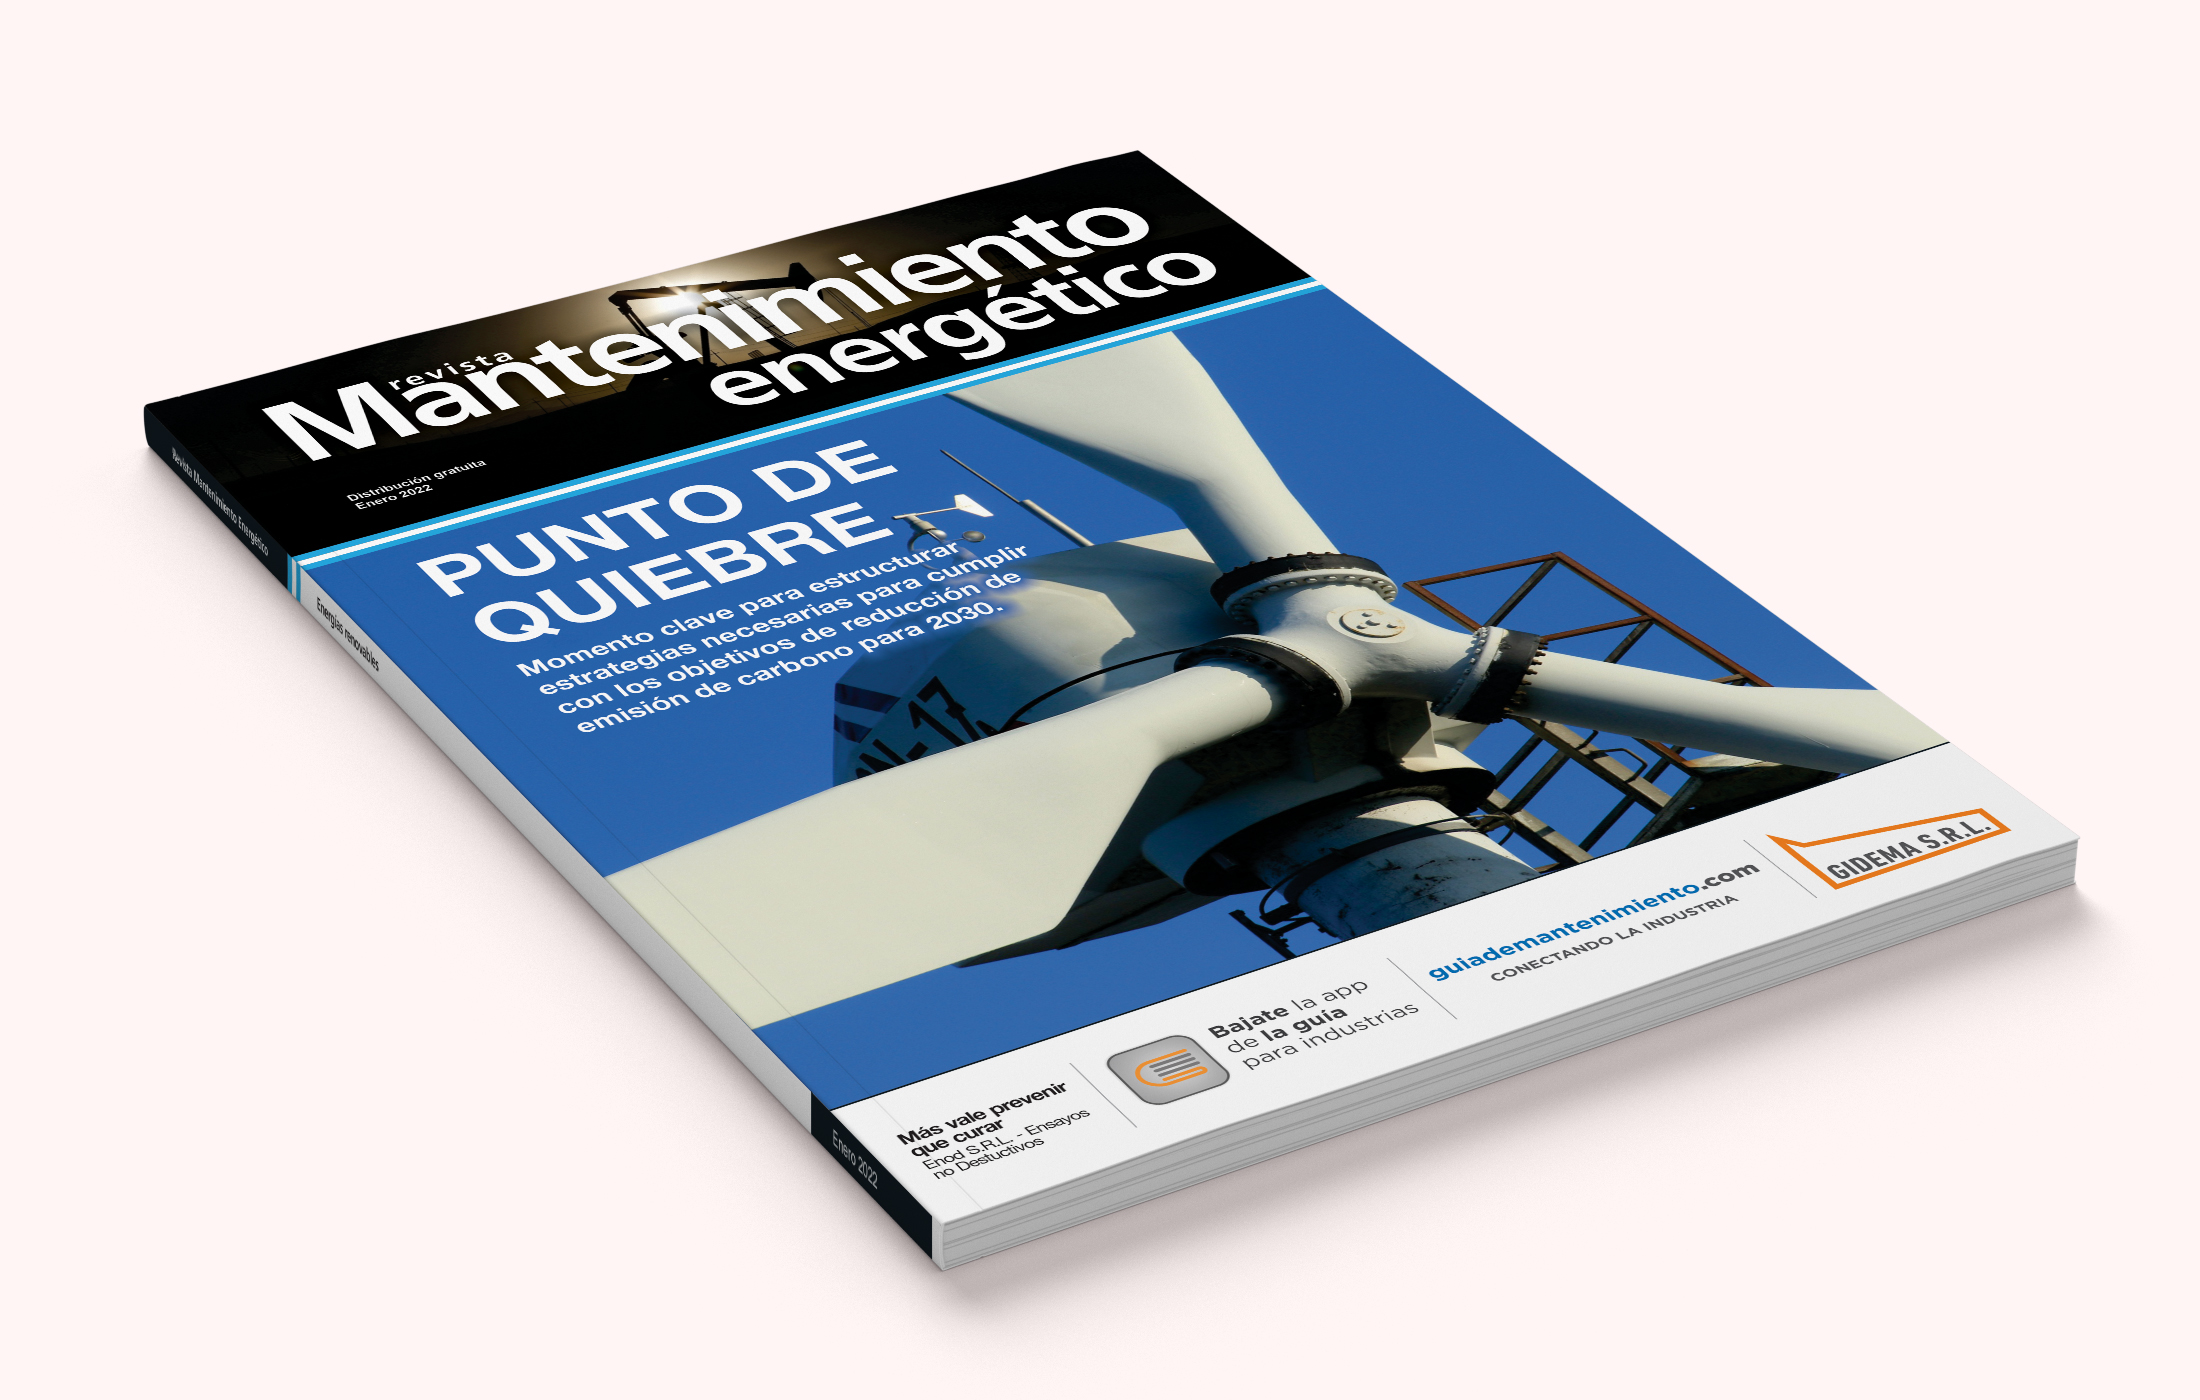 revista
Mantenimiento
energético
Distribución gratuita
Enero 2022
PUNTO DE
QUIEBRE
Momento clave para estructurar
estrategias necesarias para cumplir
con los objetivos de reducción de
emisión de carbono para 2030.
W-17
Más vale prevenir
que curar
Enod S.R.L. - Ensayos
no Destuctivos
Bajate la app
de la guía
para industrias
guiademantenimiento.com
CONECTANDO LA INDUSTRIA
GIDEMA S.R.L.
Revista Mantenimiento Energético
Energías renovables
Enero 2022